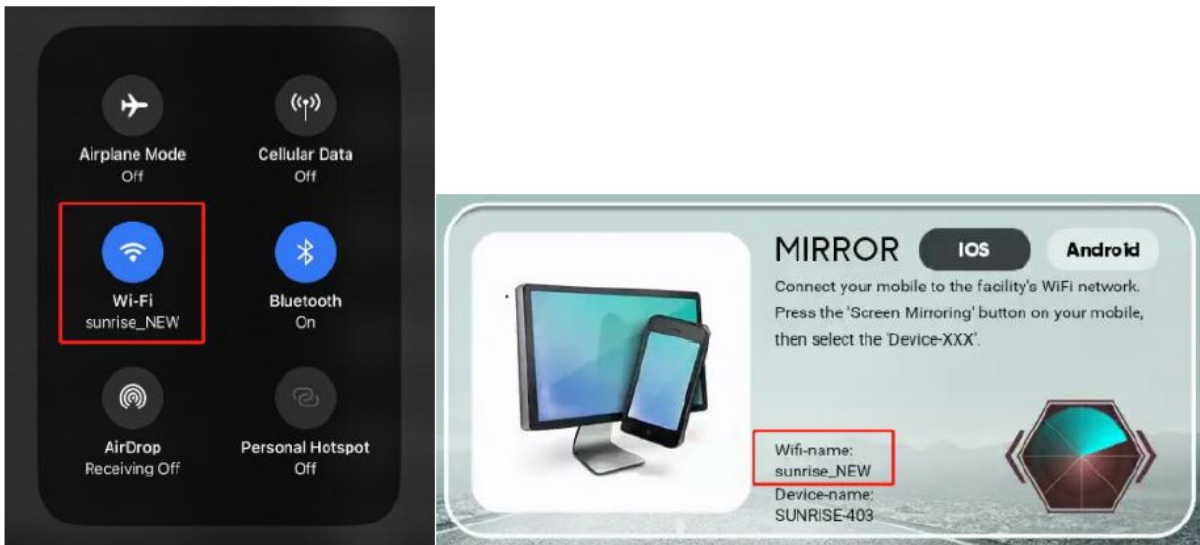 Airplane Mode
Off
Cellular Data
Off
Wi-Fi
sunrise_NEW
Bluetooth
On
AirDrop
Receiving Off
Personal Hotspot
Off
MIRROR
IOS
Android
Connect your mobile to the facility's WiFi network.
Press the 'Screen Mirroring' button on your mobile,
then select the 'Device-XXX'.
Wifi-name:
sunrise_NEW
Device-name:
SUNRISE-403